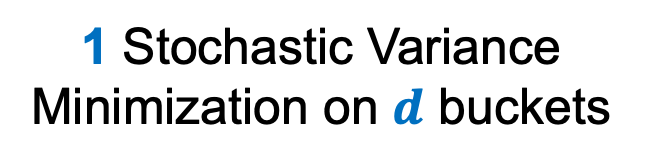 1 Stochastic Variance
Minimization on d buckets